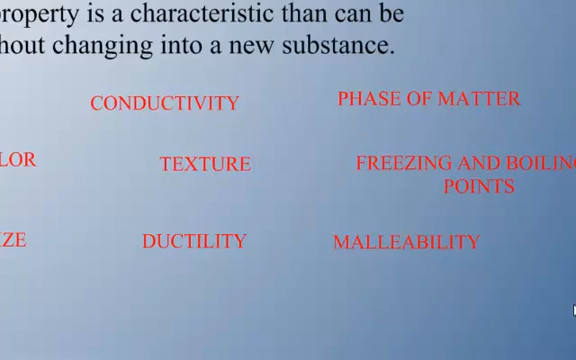 property is a characteristic than can be
hout changing into a new substance.
CONDUCTIVITY PHASE OF MATTER
LOR TEXTURE FREEZING AND BOILING
POINTS
IZE DUCTILITY MALLEABILITY